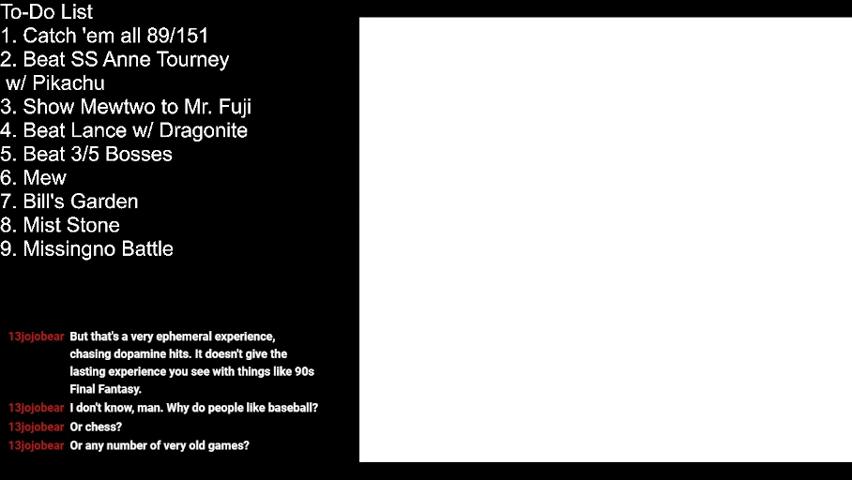 To-Do List
1. Catch 'em all 89/151
2. Beat SS Anne Tourney
w/ Pikachu
3. Show Mewtwo to Mr. Fuji
4. Beat Lance w/ Dragonite
5. Beat 3/5 Bosses
6. Mew
7. Bill's Garden
8. Mist Stone
9. Missingno Battle
13jojobear But that's a very ephemeral experience,
chasing dopamine hits. It doesn't give the
lasting experience you see with things like 90s
Final Fantasy.
13jojobear I don't know, man. Why do people like baseball?
13jojobear Or chess?
13jojobear Or any number of very old games?